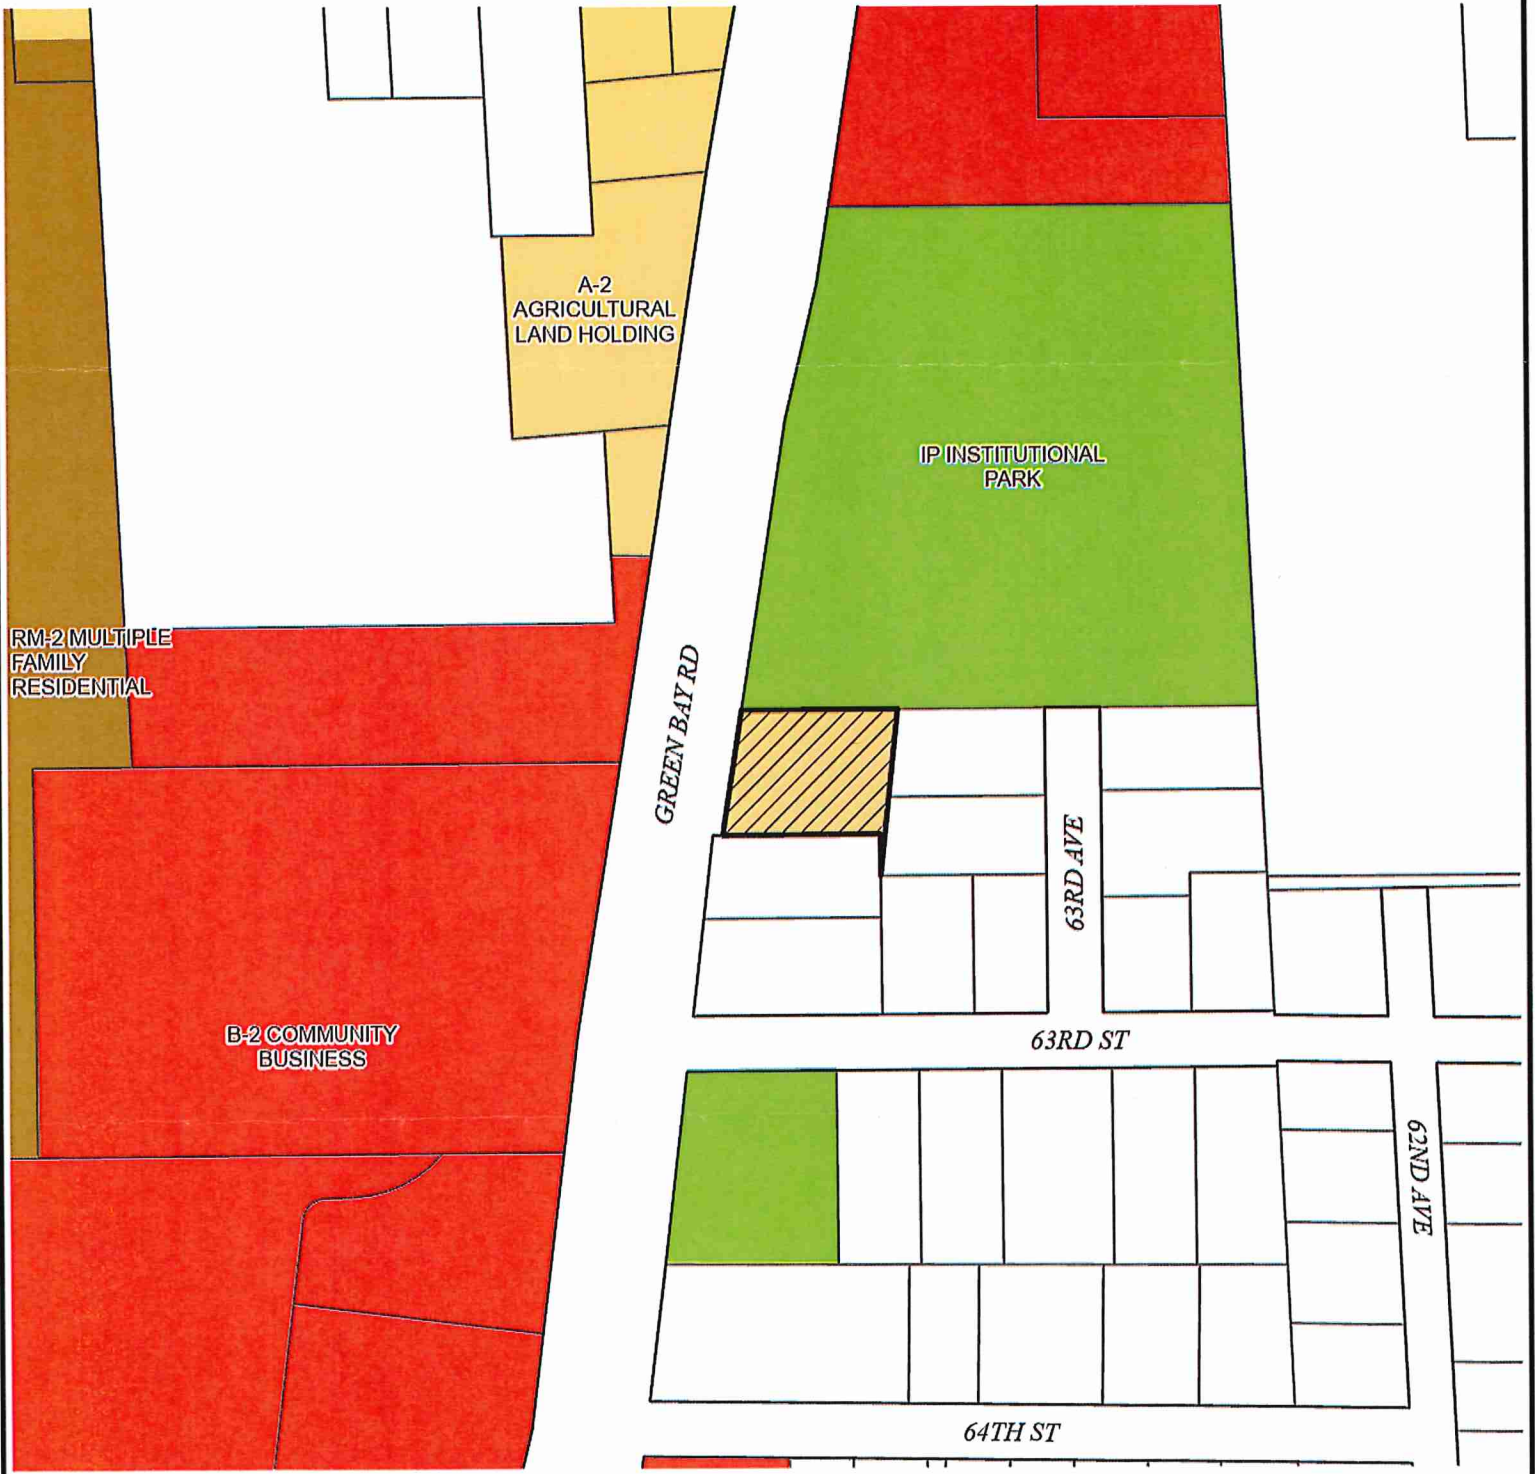 A-2
AGRICULTURAL
LAND HOLDING
IP INSTITUTIONAL
PARK
RM-2 MULTIPLE
FAMILY
RESIDENTIAL
GREEN BAY RD
63RD AVE
B-2 COMMUNITY
BUSINESS
63RD ST
62ND AVE
64TH ST